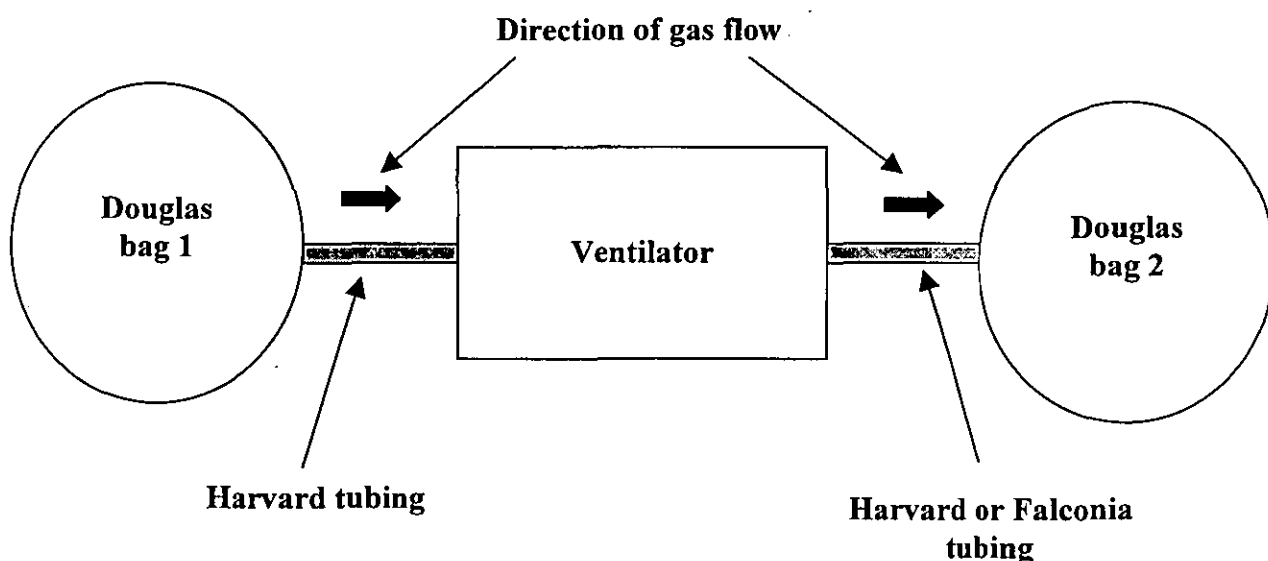 Direction of gas flow
Douglas
bag 1
Ventilator
Douglas
bag 2
Harvard tubing
Harvard or Falconia
tubing